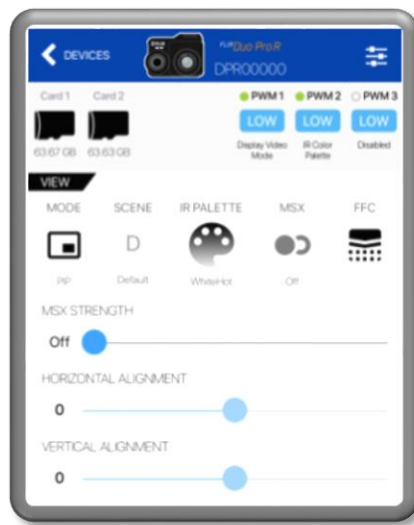 DEVICES
FLIR Duo Pro R
DPR00000
Card 1 Card 2 PWM 1 PWM 2 PWM 3
LOW LOW LOW
63.67 GB 63.63 GB
Display Video Mode
IR Color Palette
Disabled
VIEW
MODE SCENE IR PALETTE MSX FFC
D
PIP Default WhiteHot Off
MSX STRENGTH
Off
HORIZONTAL ALIGNMENT
0
VERTICAL ALIGNMENT
0